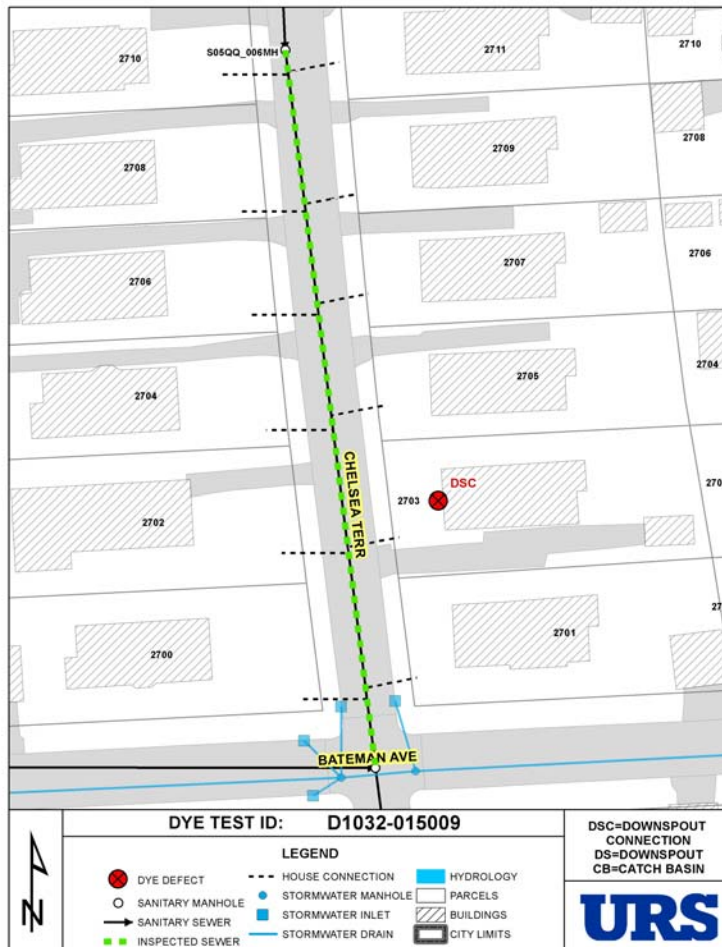 2710
S05QQ_006MH
2711
2710
2708
2709
2708
2706
2707
2706
2704
2705
2704
CHELSEA TERR
DSC
2703
2702
2700
2701
BATEMAN AVE
DYE TEST ID: D1032-015009
LEGEND
DYE DEFECT
SANITARY MANHOLE
SANITARY SEWER
INSPECTED SEWER
HOUSE CONNECTION
STORMWATER MANHOLE
STORMWATER INLET
STORMWATER DRAIN
HYDROLOGY
PARCELS
BUILDINGS
CITY LIMITS
DSC=DOWNSPOUT
CONNECTION
DS=DOWNSPOUT
CB=CATCH BASIN
N
URS